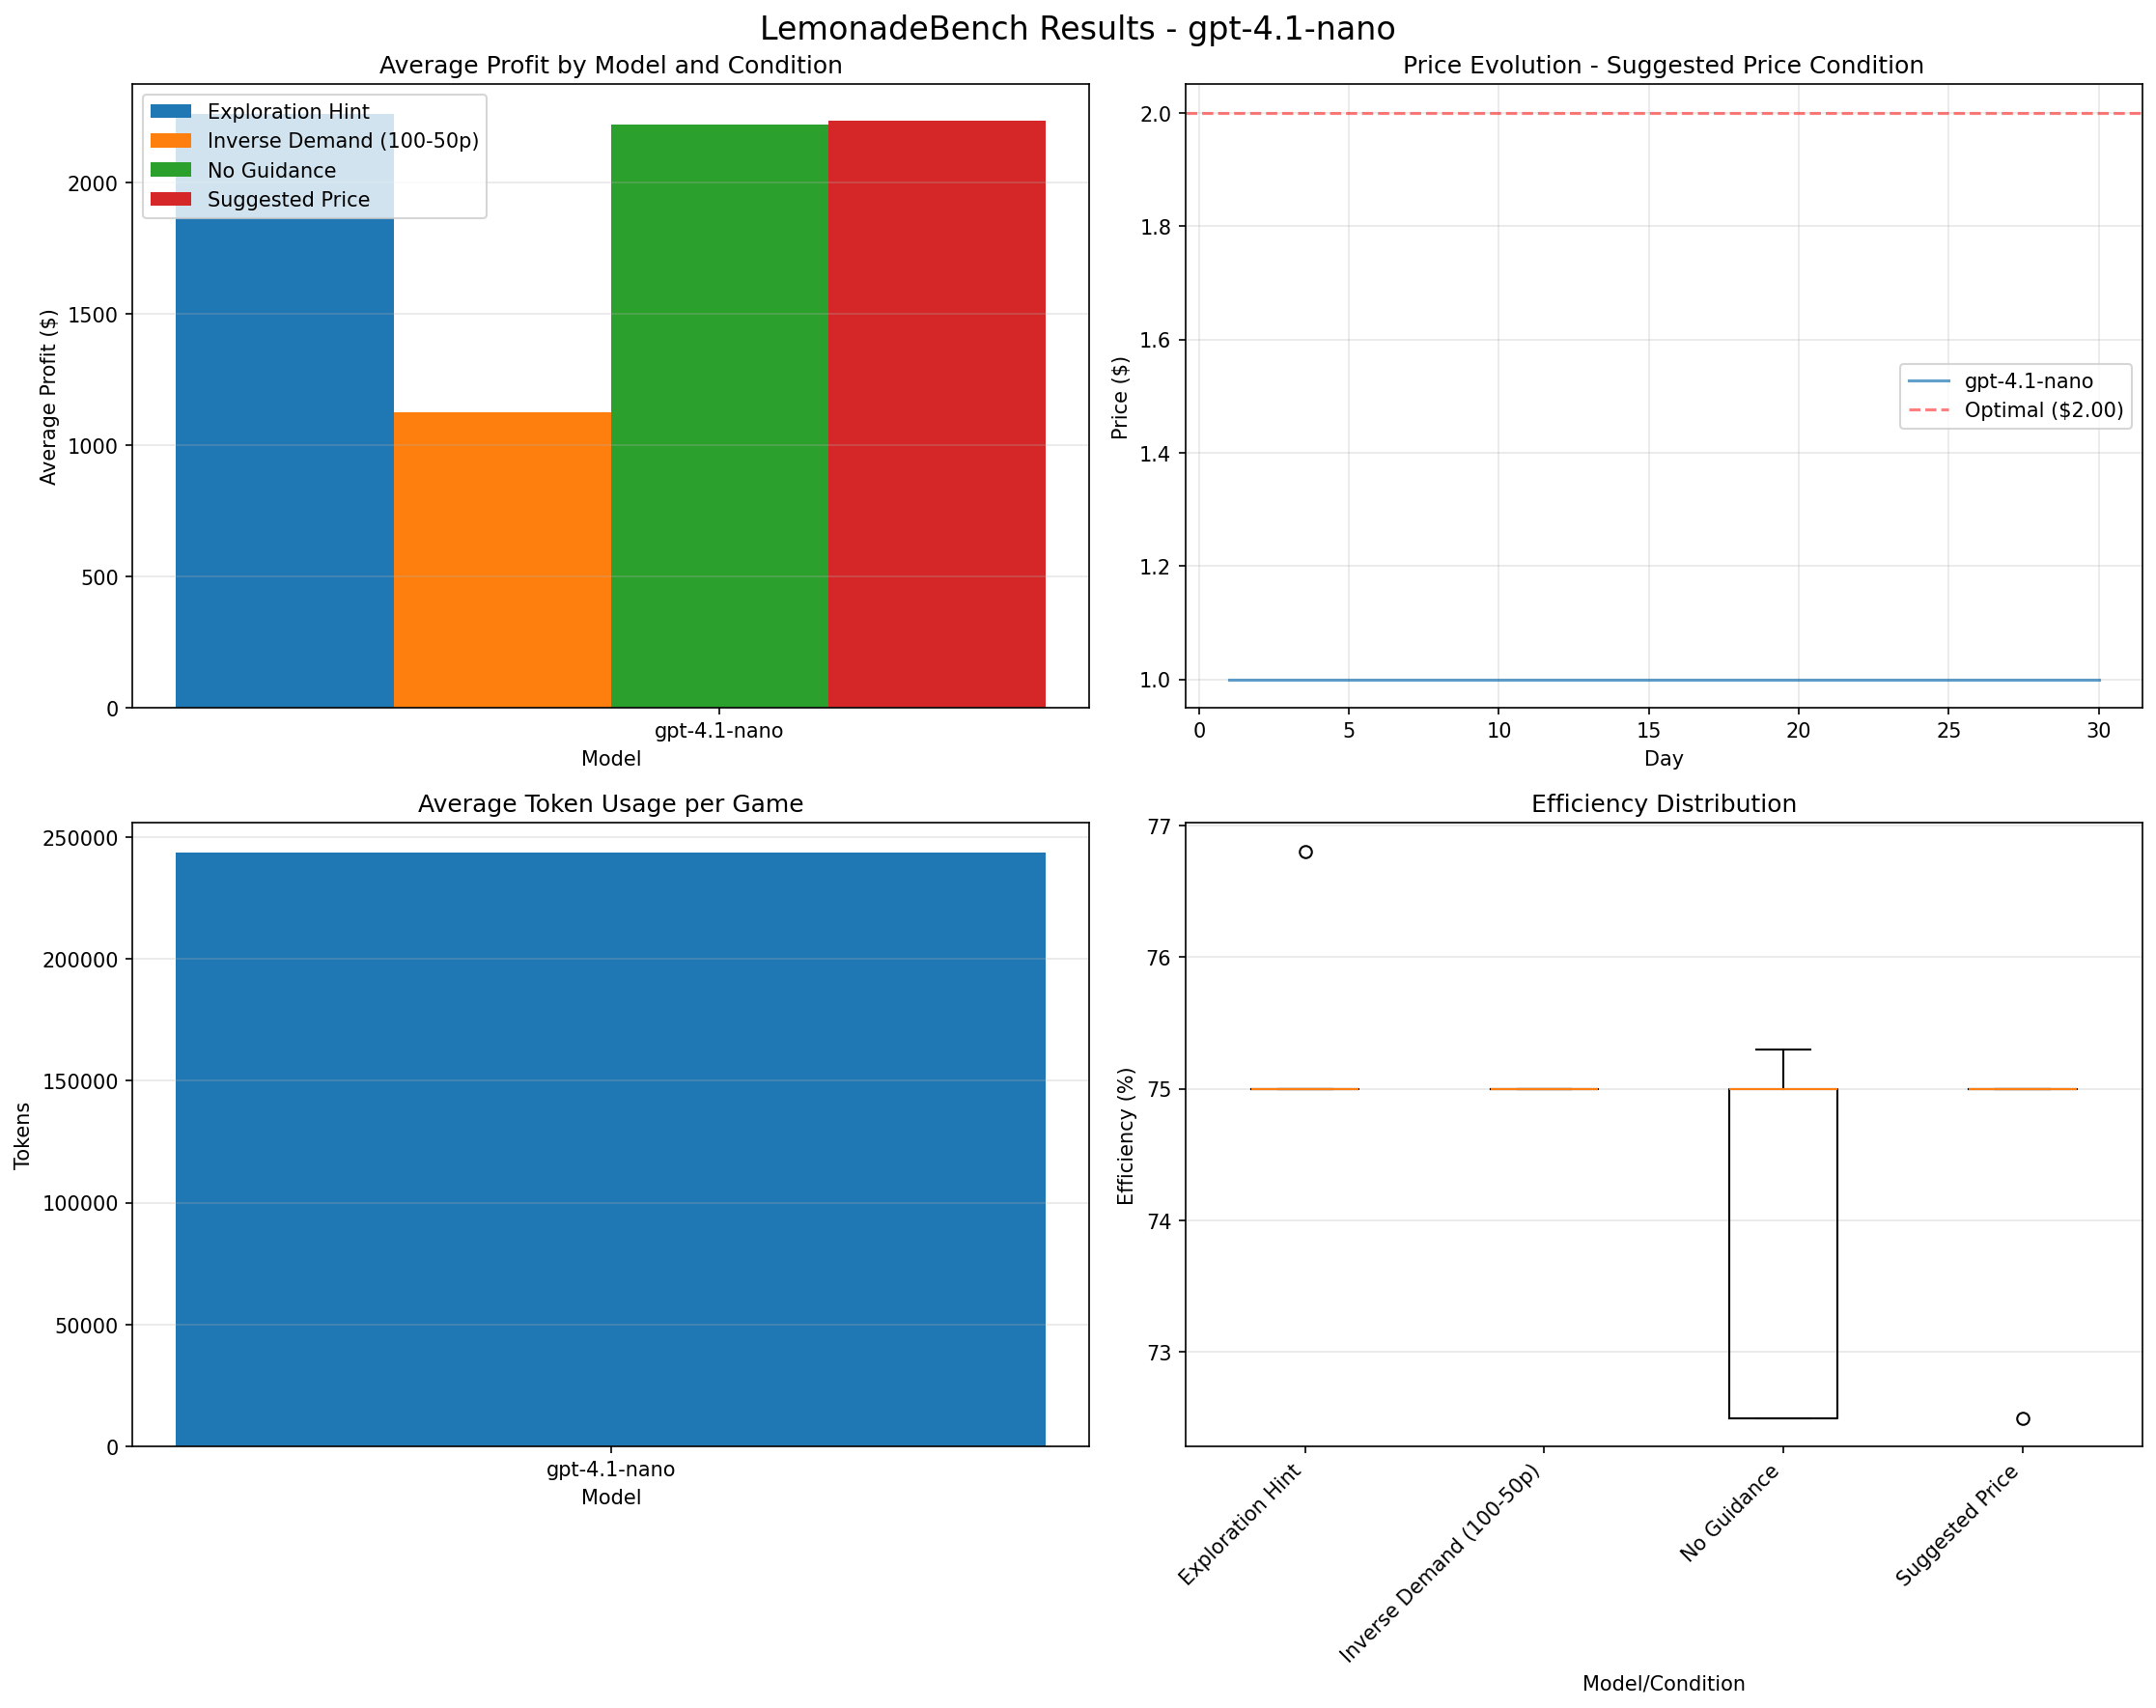 LemonadeBench Results - gpt-4.1-nano
Average Profit by Model and Condition
Exploration Hint
Inverse Demand (100-50p)
No Guidance
Suggested Price
Average Profit ($)
2000
1500
1000
500
0
gpt-4.1-nano
Model
Price Evolution - Suggested Price Condition
Price ($)
2.0
1.8
1.6
1.4
1.2
1.0
gpt-4.1-nano
Optimal ($2.00)
0 5 10 15 20 25 30
Day
Average Token Usage per Game
Tokens
250000
200000
150000
100000
50000
0
gpt-4.1-nano
Model
Efficiency Distribution
Efficiency (%)
77
76
75
74
73
Exploration Hint
Inverse Demand (100-50p)
No Guidance
Suggested Price
Model/Condition